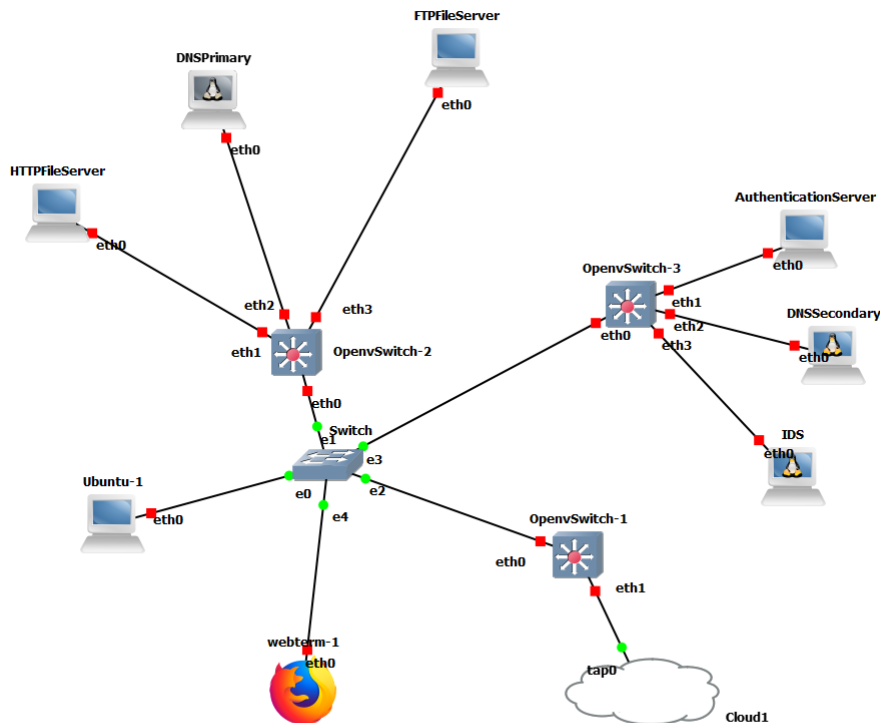 FTPFileServer
DNSPrimary
eth0
eth0
HTTPFileServer
eth0
AuthenticationServer
OpenvSwitch-3
eth0
eth1
eth2
eth3
eth1
OpenvSwitch-2
eth0
eth2
eth3
DNSSecondary
eth0
eth0
Switch
e1
e3
IDS
eth0
Ubuntu-1
eth0
e0
e2
e4
OpenvSwitch-1
eth0
eth1
webterm-1
eth0
tap0
Cloud1